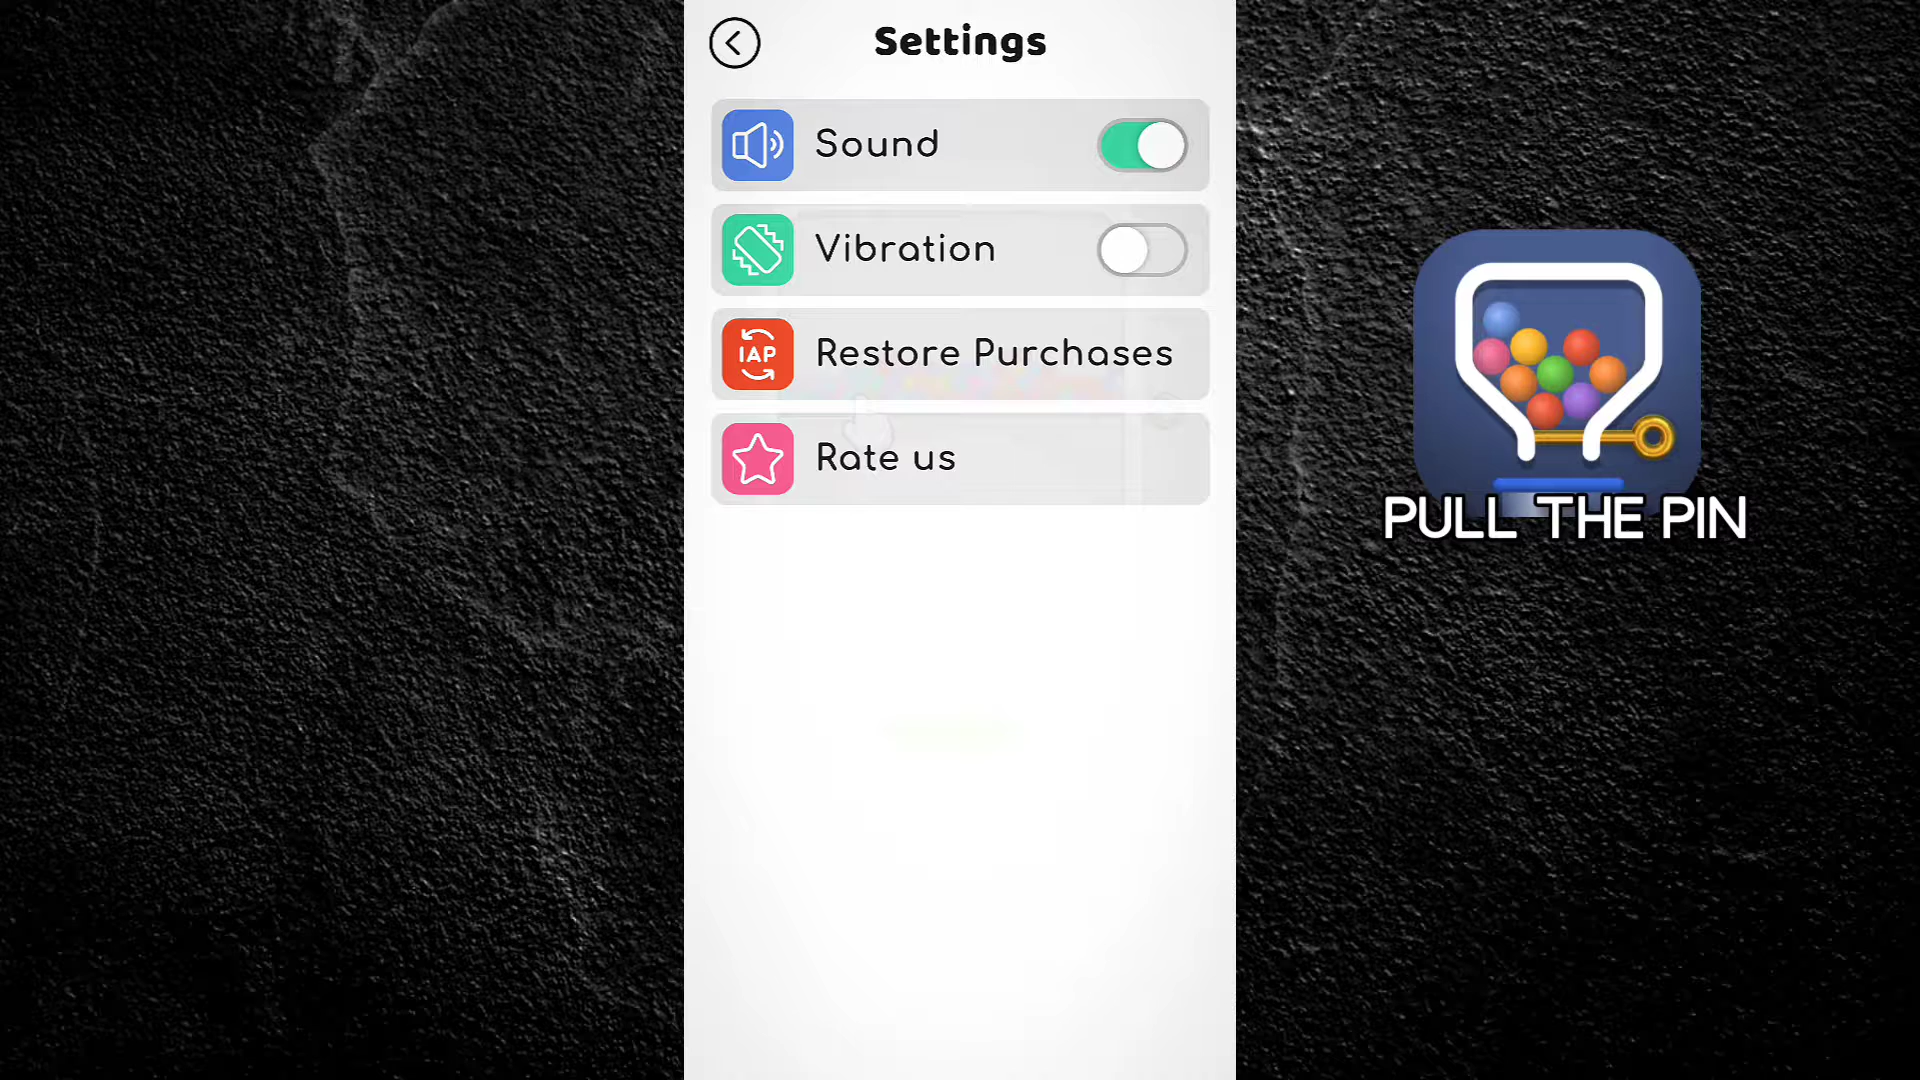 Settings
Sound
Vibration
IAP
Restore Purchases
Rate us
PULL THE PIN